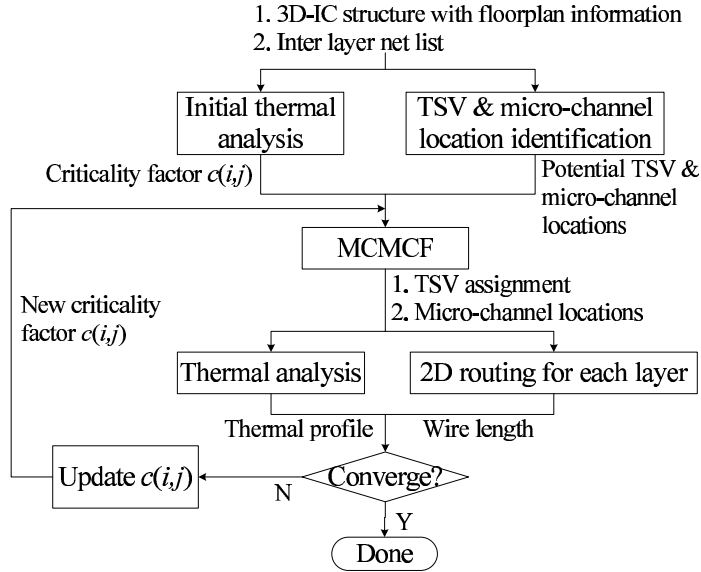 1. 3D-IC structure with floorplan information
2. Inter layer net list
Initial thermal
analysis
TSV & micro-channel
location identification
Criticality factor c(i,j)
Potential TSV &
micro-channel
locations
MCMCF
1. TSV assignment
2. Micro-channel locations
New criticality
factor c(i,j)
Thermal analysis
2D routing for each layer
Thermal profile
Wire length
Update c(i,j)
N
Converge?
Y
Done